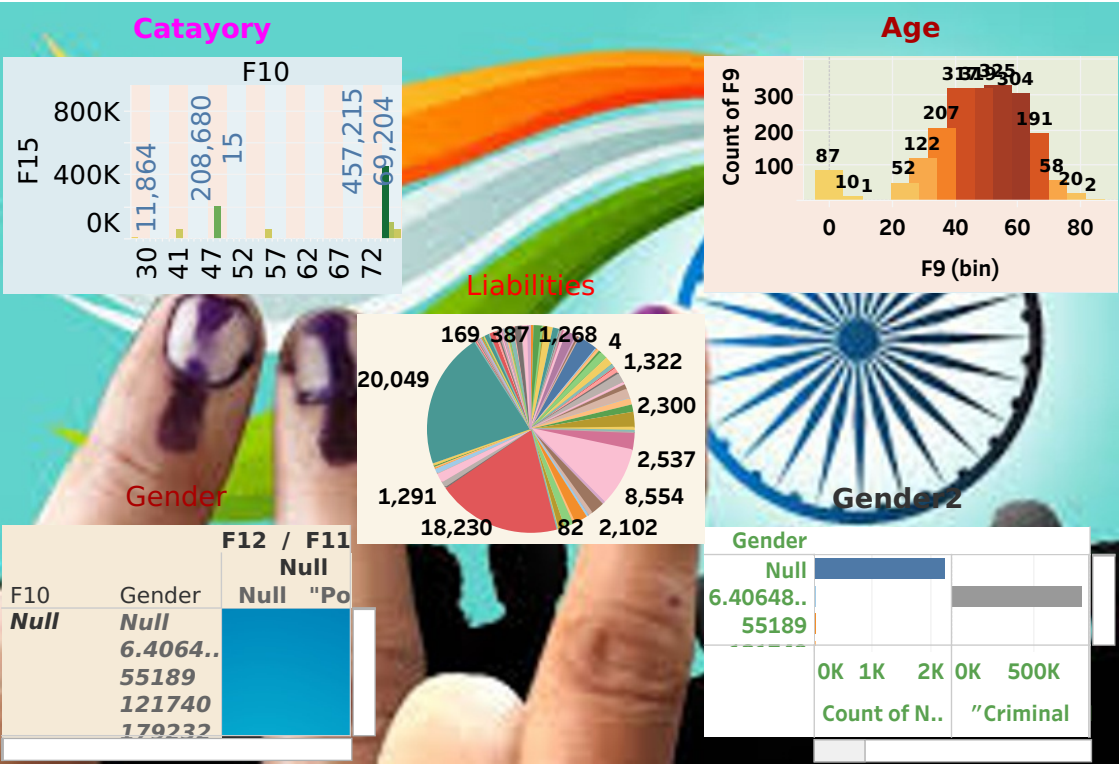 Catayory
F10
F15
800K
400K
0K
11,864
208,680
15
457,215
69,204
30 41 47 52 57 62 67 72
Age
Count of F9
300
200
100
87
10
1
52
122
207
317
319
325
304
191
58
20
2
0 20 40 60 80
F9 (bin)
Liabilities
169 387 1,268 4
1,322
20,049
2,300
2,537
1,291
8,554
18,230 82 2,102
Gender
F12 / F11
Null
F10 Gender Null "Po
Null Null
6.4064..
55189
121740
179232
Gender2
Gender
Null
6.40648..
55189
0K 1K 2K 0K 500K
Count of N.. "Criminal